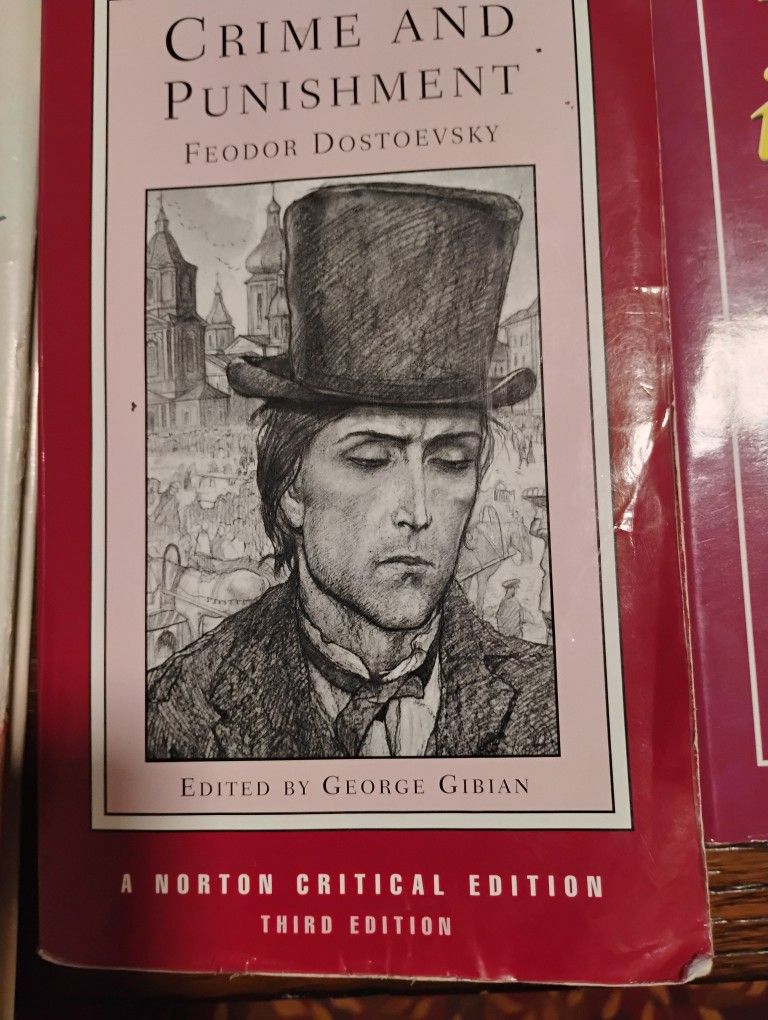 CRIME AND
PUNISHMENT
FEODOR DOSTOEVSKY
EDITED BY GEORGE GIBIAN
A NORTON CRITICAL EDITION
THIRD EDITION